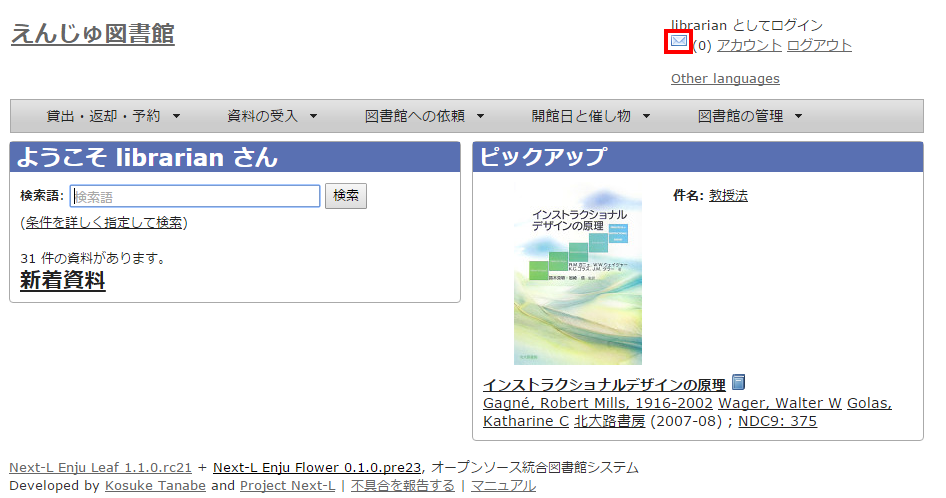 えんじゅ図書館
librarian としてログイン
(0) アカウント ログアウト
Other languages
貸出・返却・予約 ▼ 資料の受入 ▼ 図書館への依頼 ▼ 開館日と催し物 ▼ 図書館の管理 ▼
ようこそ librarian さん
検索語: 検索語 検索
(条件を詳しく指定して検索)
31 件の資料があります。
新着資料
ピックアップ
インストラクショナル
デザインの原理
件名: 教授法
インストラクショナルデザインの原理
Gagné, Robert Mills, 1916-2002 Wager, Walter W Golas,
Katharine C 北大路書房 (2007-08) ; NDC9: 375
Next-L Enju Leaf 1.1.0.rc21 + Next-L Enju Flower 0.1.0.pre23, オープンソース統合図書館システム
Developed by Kosuke Tanabe and Project Next-L | 不具合を報告する | マニュアル